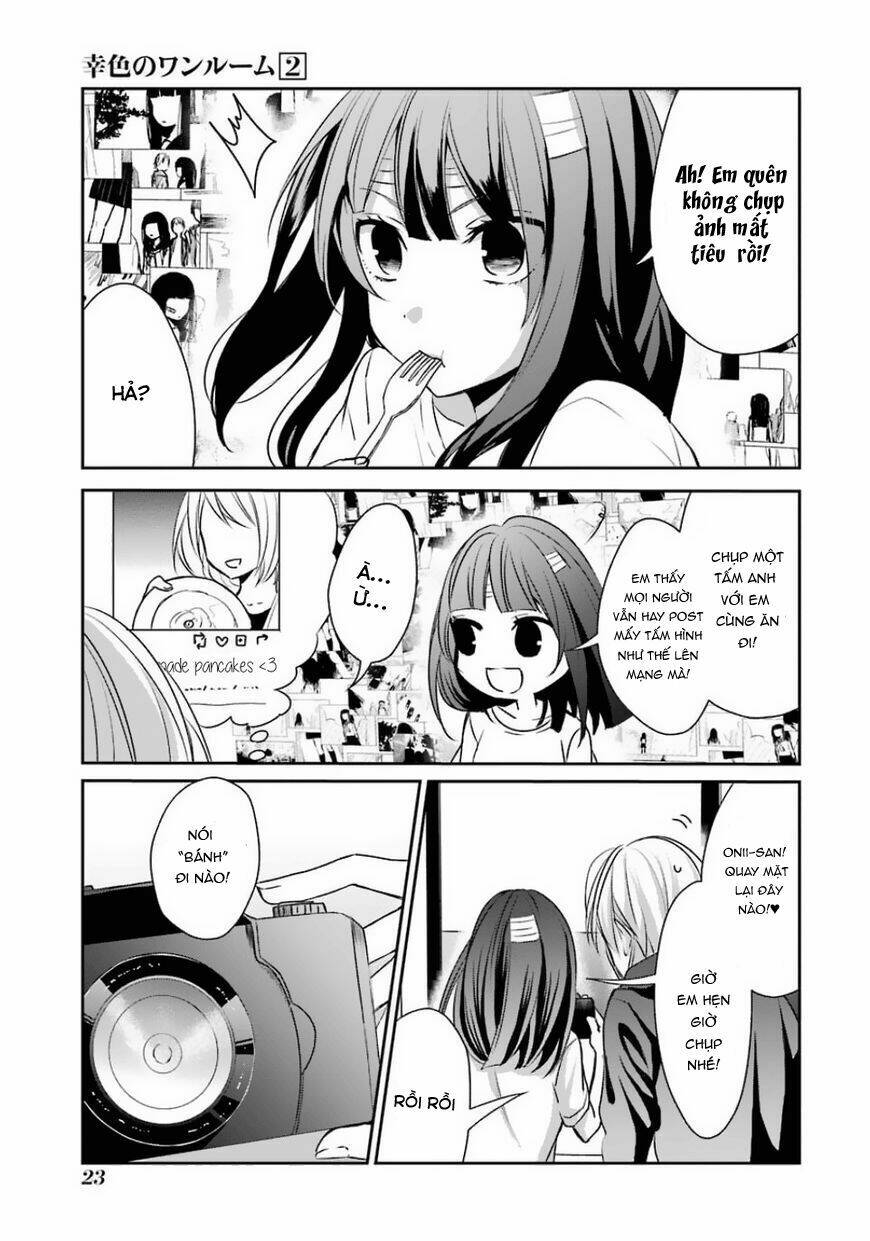 幸色のワンルーム2
Ah! Em quên
không chụp
ảnh mất
tiêu rồi!
HẢ?
CHỤP MỘT
TẤM ANH
VỚI EM
CÙNG ĂN
ĐI!
EM THẤY
MỌI NGƯỜI
VẪN HAY POST
MẤY TẤM HÌNH
NHƯ THẾ LÊN
MẠNG MÀ!
À...
Ừ...
made pancakes <3
ONII-SAN!
QUAY MẶT
LẠI ĐÂY
NÀO!♥
GIỜ
EM HẸN
GIỜ
CHỤP
NHÉ!
RỒI RỒI
NÓI
"BÁNH"
ĐI NÀO!
23